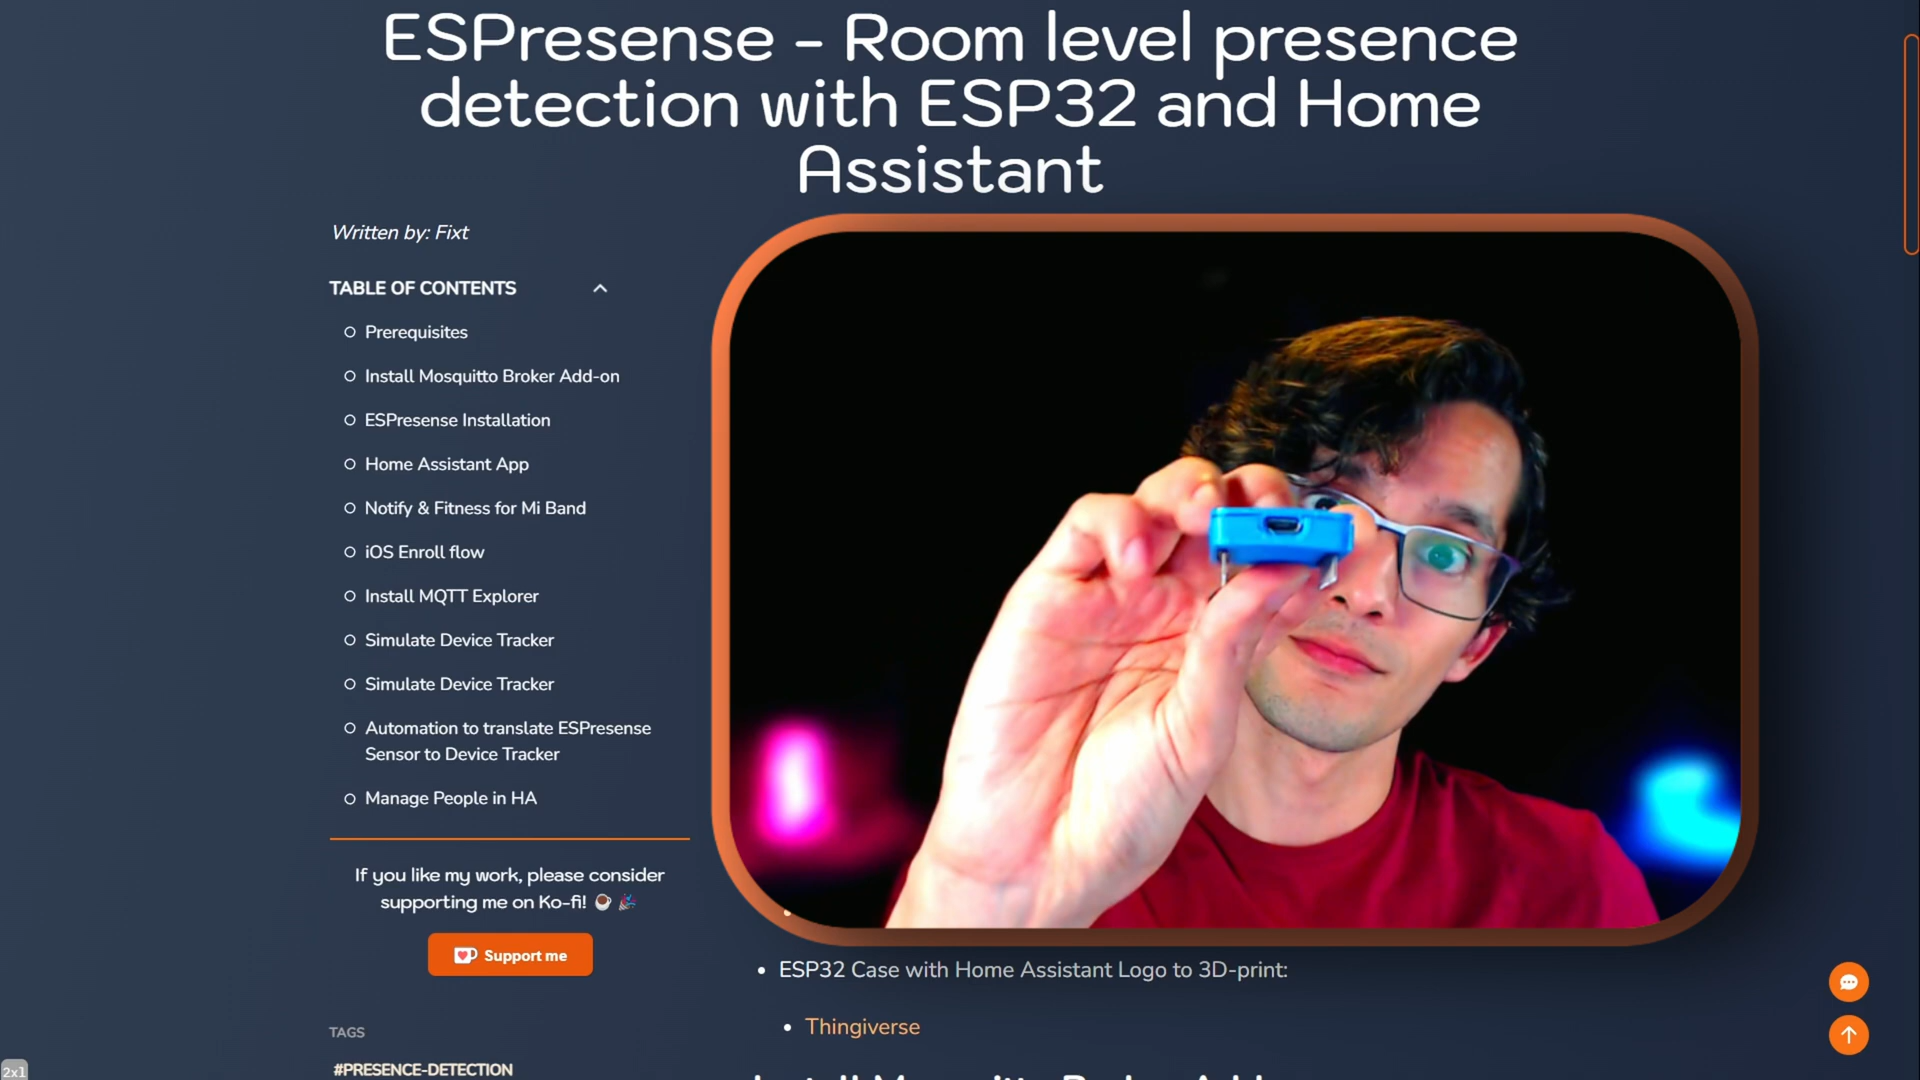 ESPresense – Room level presence
detection with ESP32 and Home
Assistant
Written by: Fixt
TABLE OF CONTENTS
Prerequisites
Install Mosquitto Broker Add-on
ESPresense Installation
Home Assistant App
Notify & Fitness for Mi Band
iOS Enroll flow
Install MQTT Explorer
Simulate Device Tracker
Simulate Device Tracker
Automation to translate ESPresense
Sensor to Device Tracker
Manage People in HA
If you like my work, please consider
supporting me on Ko-fi! ☕ 🎉
Support me
TAGS
#PRESENCE-DETECTION
ESP32 Case with Home Assistant Logo to 3D-print:
Thingiverse
2x1